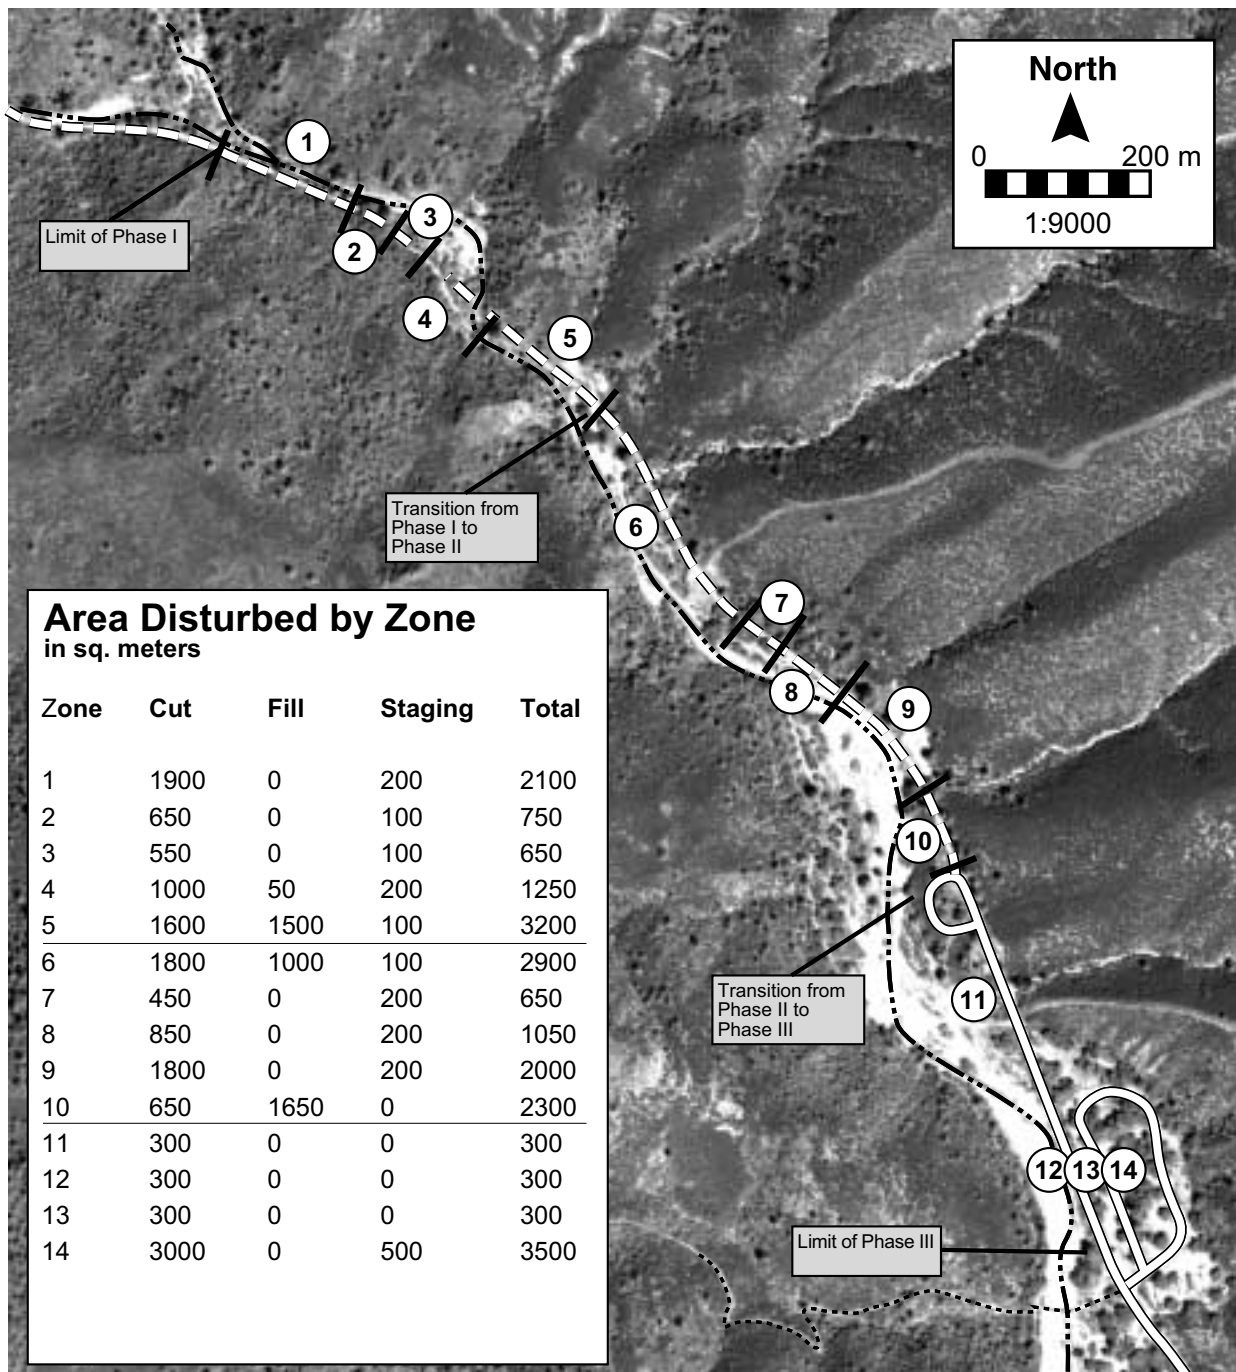 North
0 200 m
1:9000
1
2
3
4
5
6
7
8
9
10
11
12
13
14
Limit of Phase I
Transition from
Phase I to
Phase II
Transition from
Phase II to
Phase III
Limit of Phase III
Area Disturbed by Zone
in sq. meters
Zone Cut Fill Staging Total
1 1900 0 200 2100
2 650 0 100 750
3 550 0 100 650
4 1000 50 200 1250
5 1600 1500 100 3200
6 1800 1000 100 2900
7 450 0 200 650
8 850 0 200 1050
9 1800 0 200 2000
10 650 1650 0 2300
11 300 0 0 300
12 300 0 0 300
13 300 0 0 300
14 3000 0 500 3500